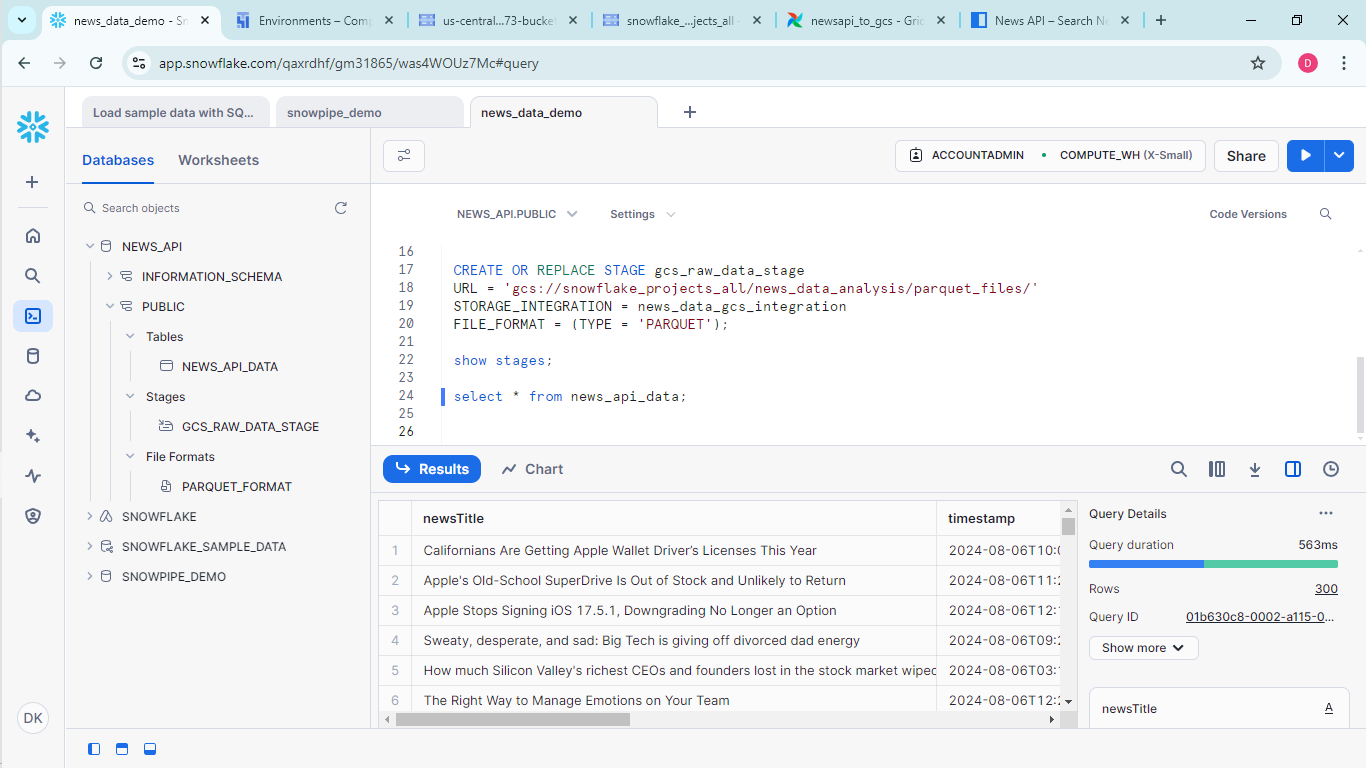 news_data_demo - Sn
Environments – Comp
us-central...73-bucket
snowflake_...jects_all
newsapi_to_gcs - Grid
News API – Search Ne
app.snowflake.com/qaxrdhf/gm31865/was4WOUz7Mc#query
D
Load sample data with SQ...
snowpipe_demo
news_data_demo
Databases
Worksheets
ACCOUNTADMIN
COMPUTE_WH (X-Small)
Share
Search objects
NEWS_API.PUBLIC
Settings
Code Versions
NEWS_API
INFORMATION_SCHEMA
PUBLIC
Tables
NEWS_API_DATA
Stages
GCS_RAW_DATA_STAGE
File Formats
PARQUET_FORMAT
SNOWFLAKE
SNOWFLAKE_SAMPLE_DATA
SNOWPIPE_DEMO
DK
16
17 CREATE OR REPLACE STAGE gcs_raw_data_stage
18 URL = 'gcs://snowflake_projects_all/news_data_analysis/parquet_files/'
19 STORAGE_INTEGRATION = news_data_gcs_integration
20 FILE_FORMAT = (TYPE = 'PARQUET');
21
22 show stages;
23
24 select * from news_api_data;
25
26
Results
Chart
newsTitle timestamp
1 Californians Are Getting Apple Wallet Driver's Licenses This Year 2024-08-06T10:0
2 Apple's Old-School SuperDrive Is Out of Stock and Unlikely to Return 2024-08-06T11:2
3 Apple Stops Signing iOS 17.5.1, Downgrading No Longer an Option 2024-08-06T12:1
4 Sweaty, desperate, and sad: Big Tech is giving off divorced dad energy 2024-08-06T09:2
5 How much Silicon Valley's richest CEOs and founders lost in the stock market wiped 2024-08-06T03:1
6 The Right Way to Manage Emotions on Your Team 2024-08-06T12:2
Query Details
...
Query duration 563ms
Rows 300
Query ID 01b630c8-0002-a115-0...
Show more
newsTitle A